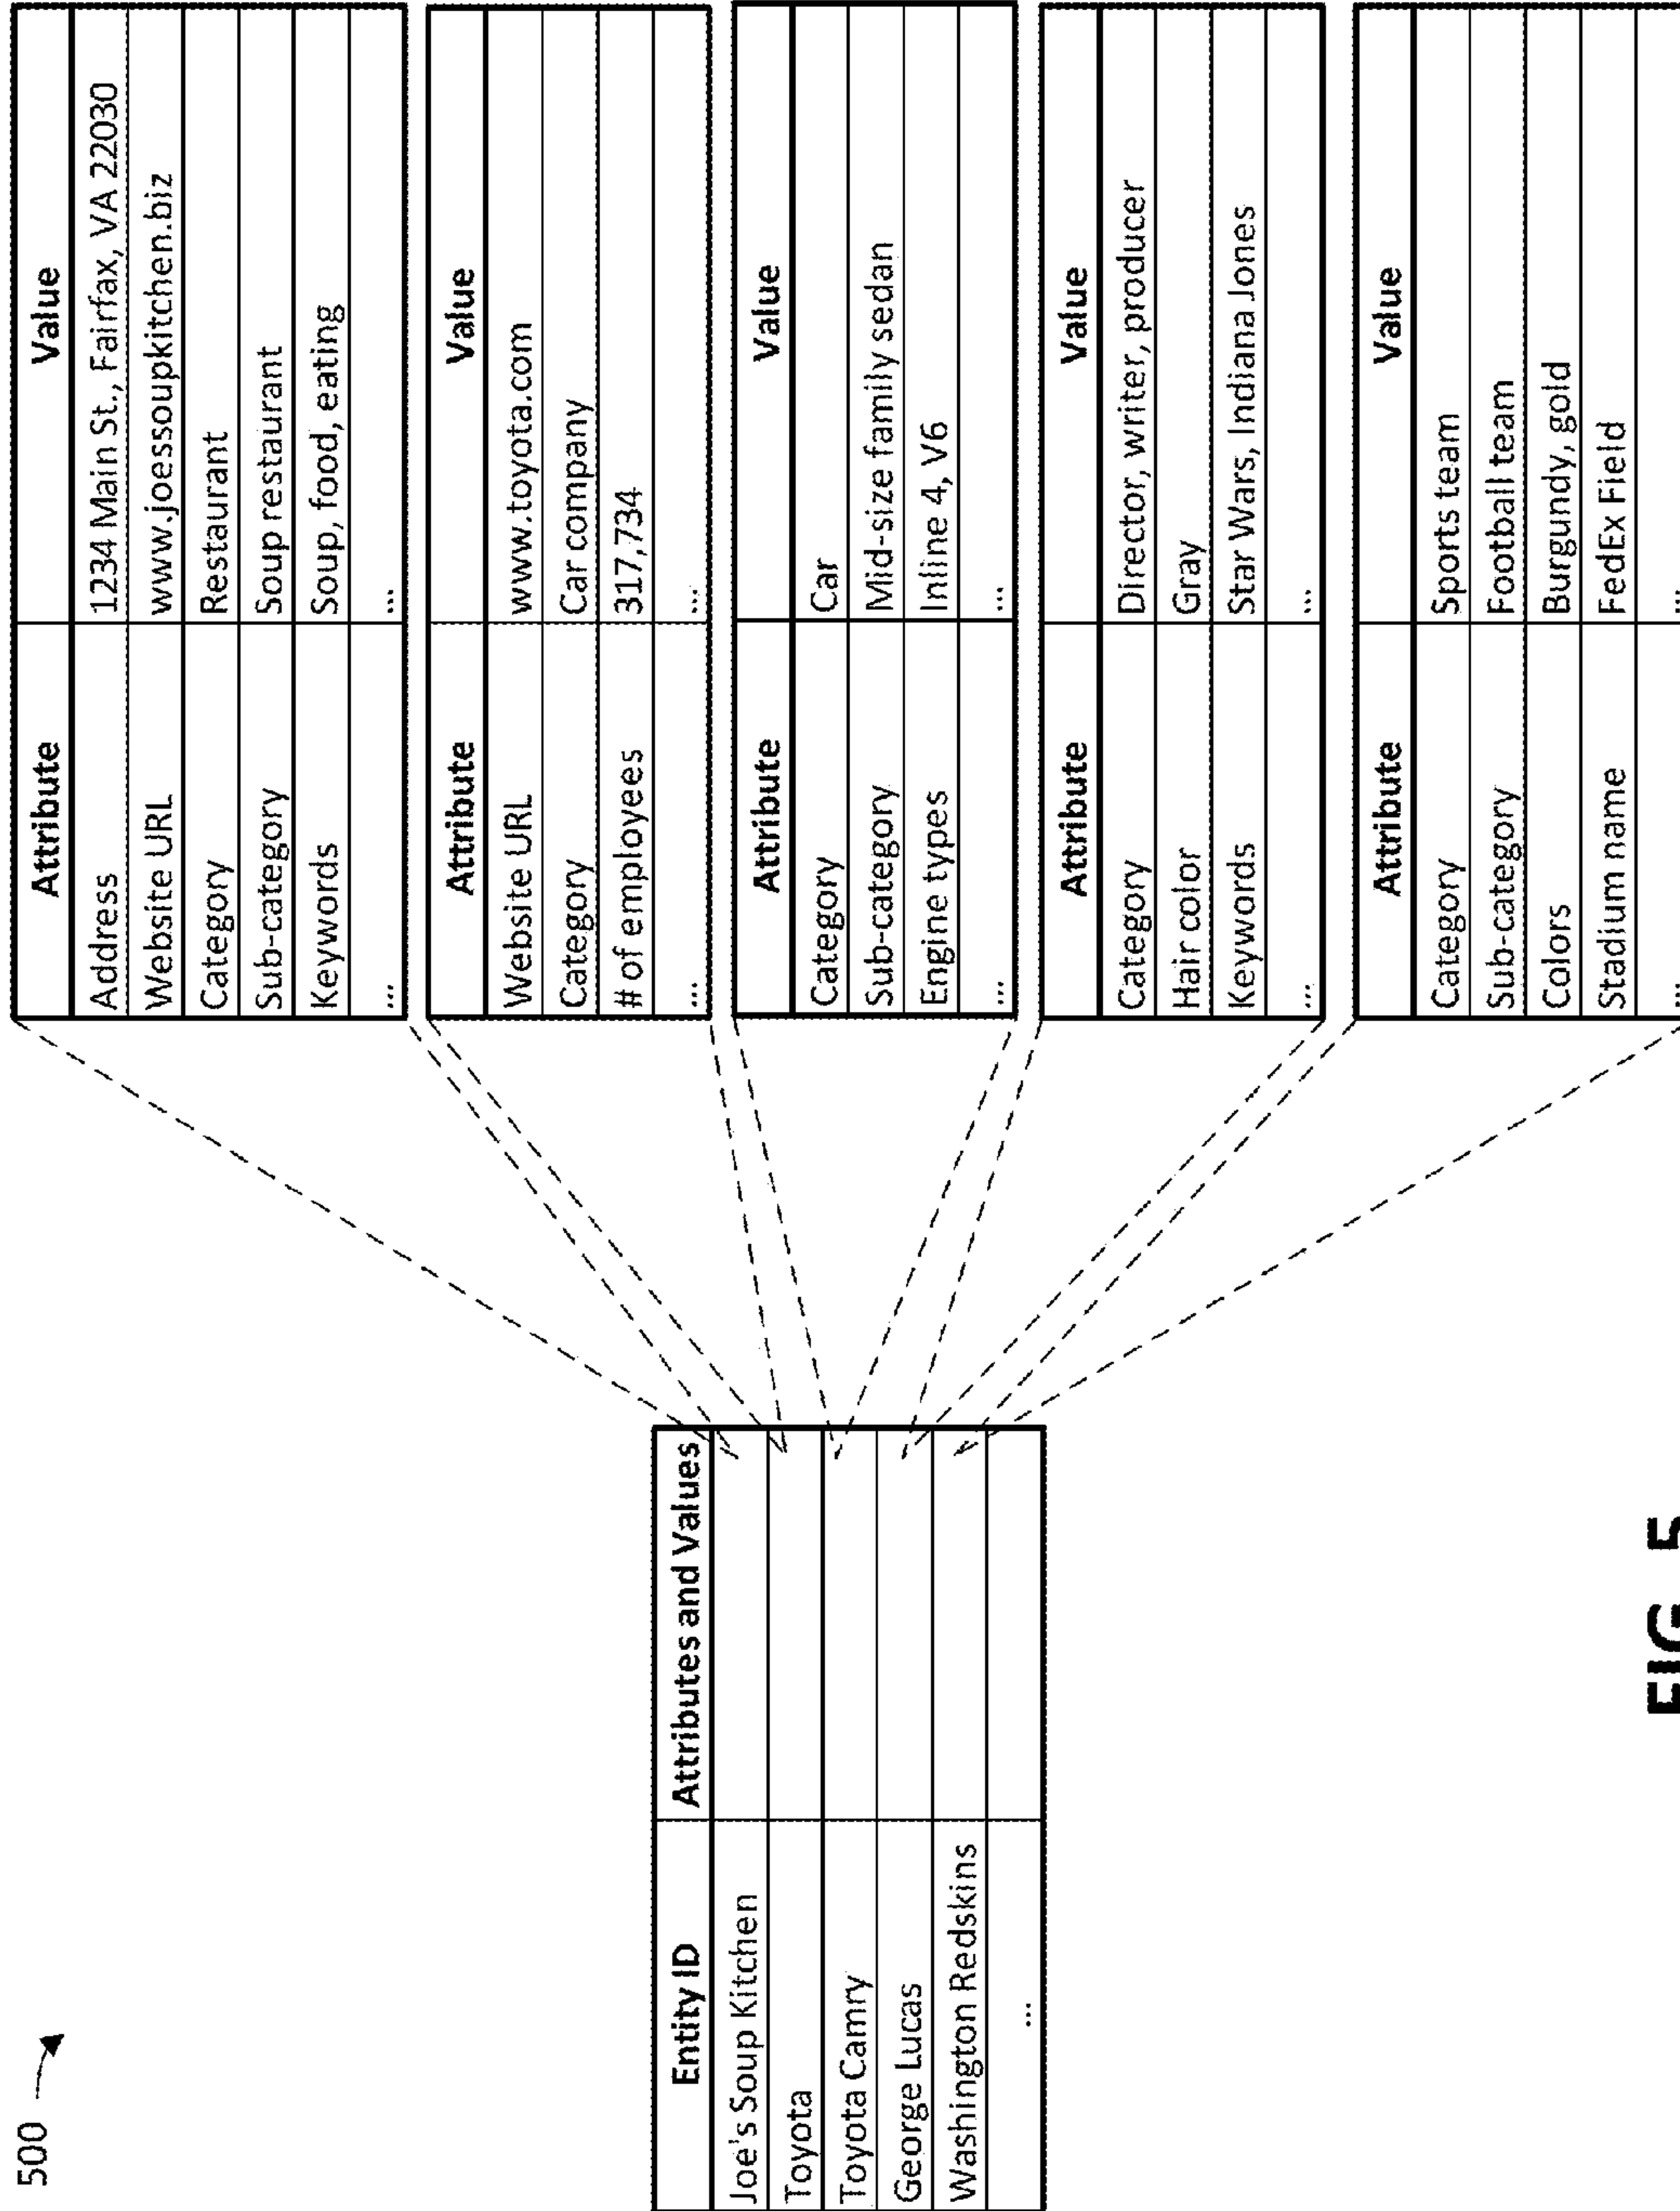 500
Entity ID Attributes and Values
Joe's Soup Kitchen
Toyota
Toyota Camry
George Lucas
Washington Redskins
...
Attribute Value
Address 1234 Main St., Fairfax, VA 22030
Website URL www.joessoupkitchen.biz
Category Restaurant
Sub-category Soup restaurant
Keywords Soup, food, eating
... ...
Attribute Value
Website URL www.toyota.com
Category Car company
# of employees 317,734
... ...
Attribute Value
Category Car
Sub-category Mid-size family sedan
Engine types Inline 4, V6
... ...
Attribute Value
Category Director, writer, producer
Hair color Gray
Keywords Star Wars, Indiana Jones
... ...
Attribute Value
Category Sports team
Sub-category Football team
Colors Burgundy, gold
Stadium name FedEx Field
... ...
FIG. 5